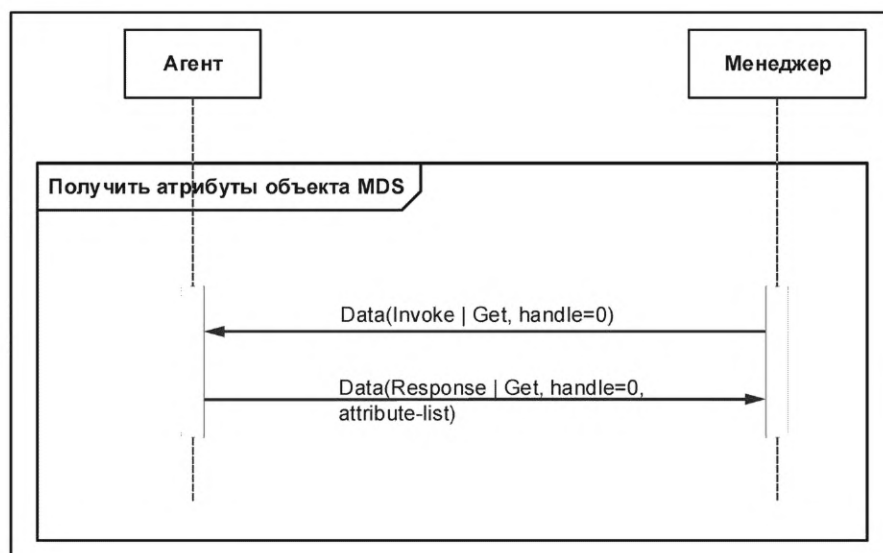 Агент
Менеджер
Получить атрибуты объекта MDS
Data(Invoke | Get, handle=0)
Data(Response | Get, handle=0,
attribute-list)